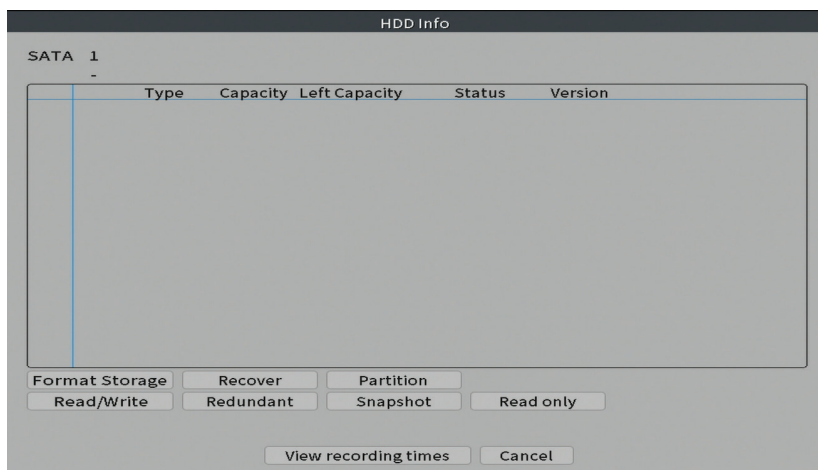 HDD Info
SATA 1
-
Type Capacity Left Capacity Status Version
Format Storage Recover Partition
Read/Write Redundant Snapshot Read only
View recording times Cancel